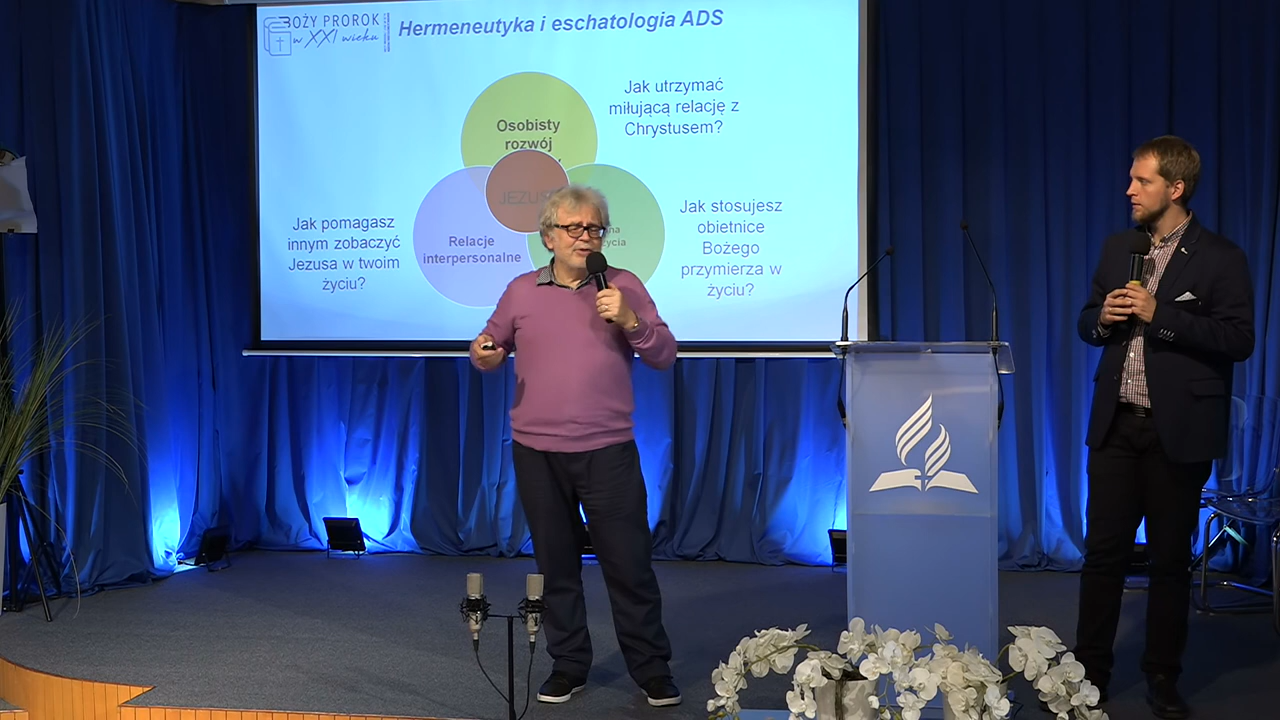 BOŻY PROROK
w XXI wieku
Hermeneutyka i eschatologia ADS
Jak utrzymać
miłującą relację z
Chrystusem?
Osobisty
rozwój
Jak pomagasz
innym zobaczyć
Jezusa w twoim
życiu?
Relacje
interpersonalne
Jak stosujesz
obietnice
Bożego
przymierza w
życiu?